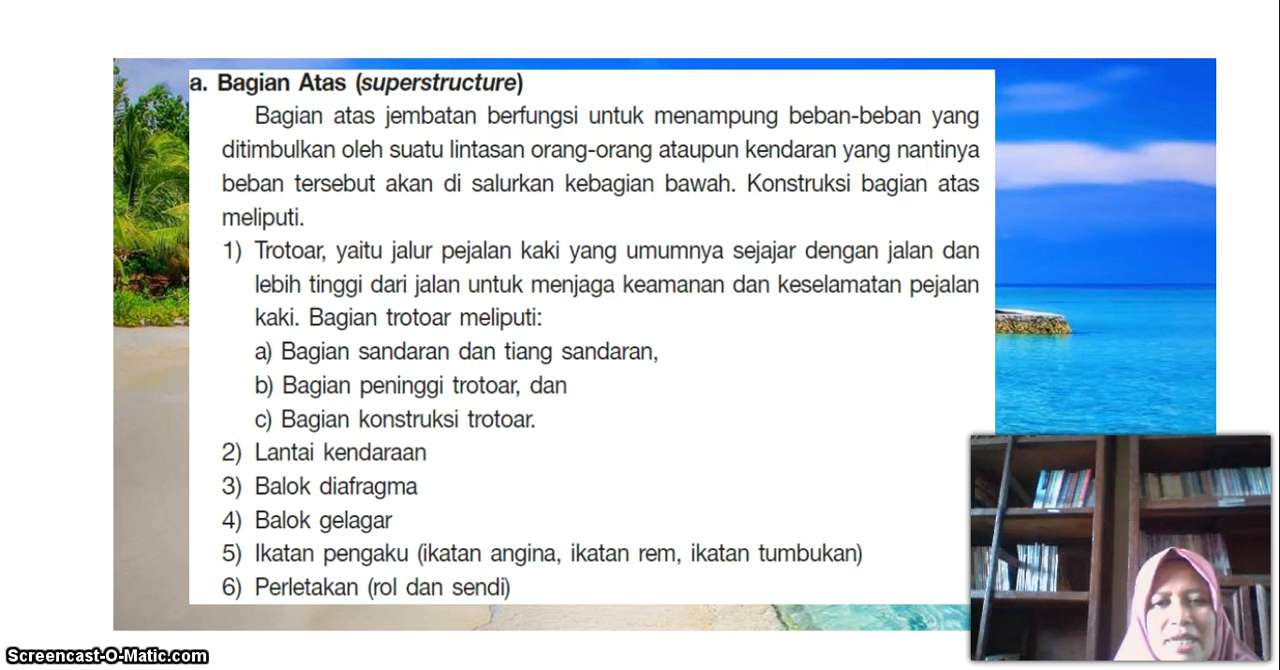 a. Bagian Atas (superstructure)
Bagian atas jembatan berfungsi untuk menampung beban-beban yang
ditimbulkan oleh suatu lintasan orang-orang ataupun kendaran yang nantinya
beban tersebut akan di salurkan kebagian bawah. Konstruksi bagian atas
meliputi.
1) Trotoar, yaitu jalur pejalan kaki yang umumnya sejajar dengan jalan dan
lebih tinggi dari jalan untuk menjaga keamanan dan keselamatan pejalan
kaki. Bagian trotoar meliputi:
a) Bagian sandaran dan tiang sandaran,
b) Bagian peninggi trotoar, dan
c) Bagian konstruksi trotoar.
2) Lantai kendaraan
3) Balok diafragma
4) Balok gelagar
5) Ikatan pengaku (ikatan angina, ikatan rem, ikatan tumbukan)
6) Perletakan (rol dan sendi)
Screencast-O-Matic.com